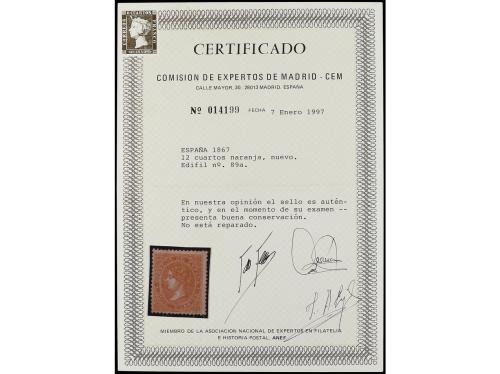 CERTIFICADO
COMISION DE EXPERTOS DE MADRID - CEM
CALLE MAYOR, 30. 28013 MADRID. ESPAÑA
Nº 014199 FECHA 7 Enero 1997
ESPAÑA 1867
12 cuartos naranja, nuevo.
Edifil nº. 89a.
En nuestra opinión el sello es autén-
tico, y en el momento de su examen --
presenta buena conservación.
No está reparado.
MIEMBRO DE LA ASOCIACION NACIONAL DE EXPERTOS EN FILATELIA
E HISTORIA POSTAL. ANEF